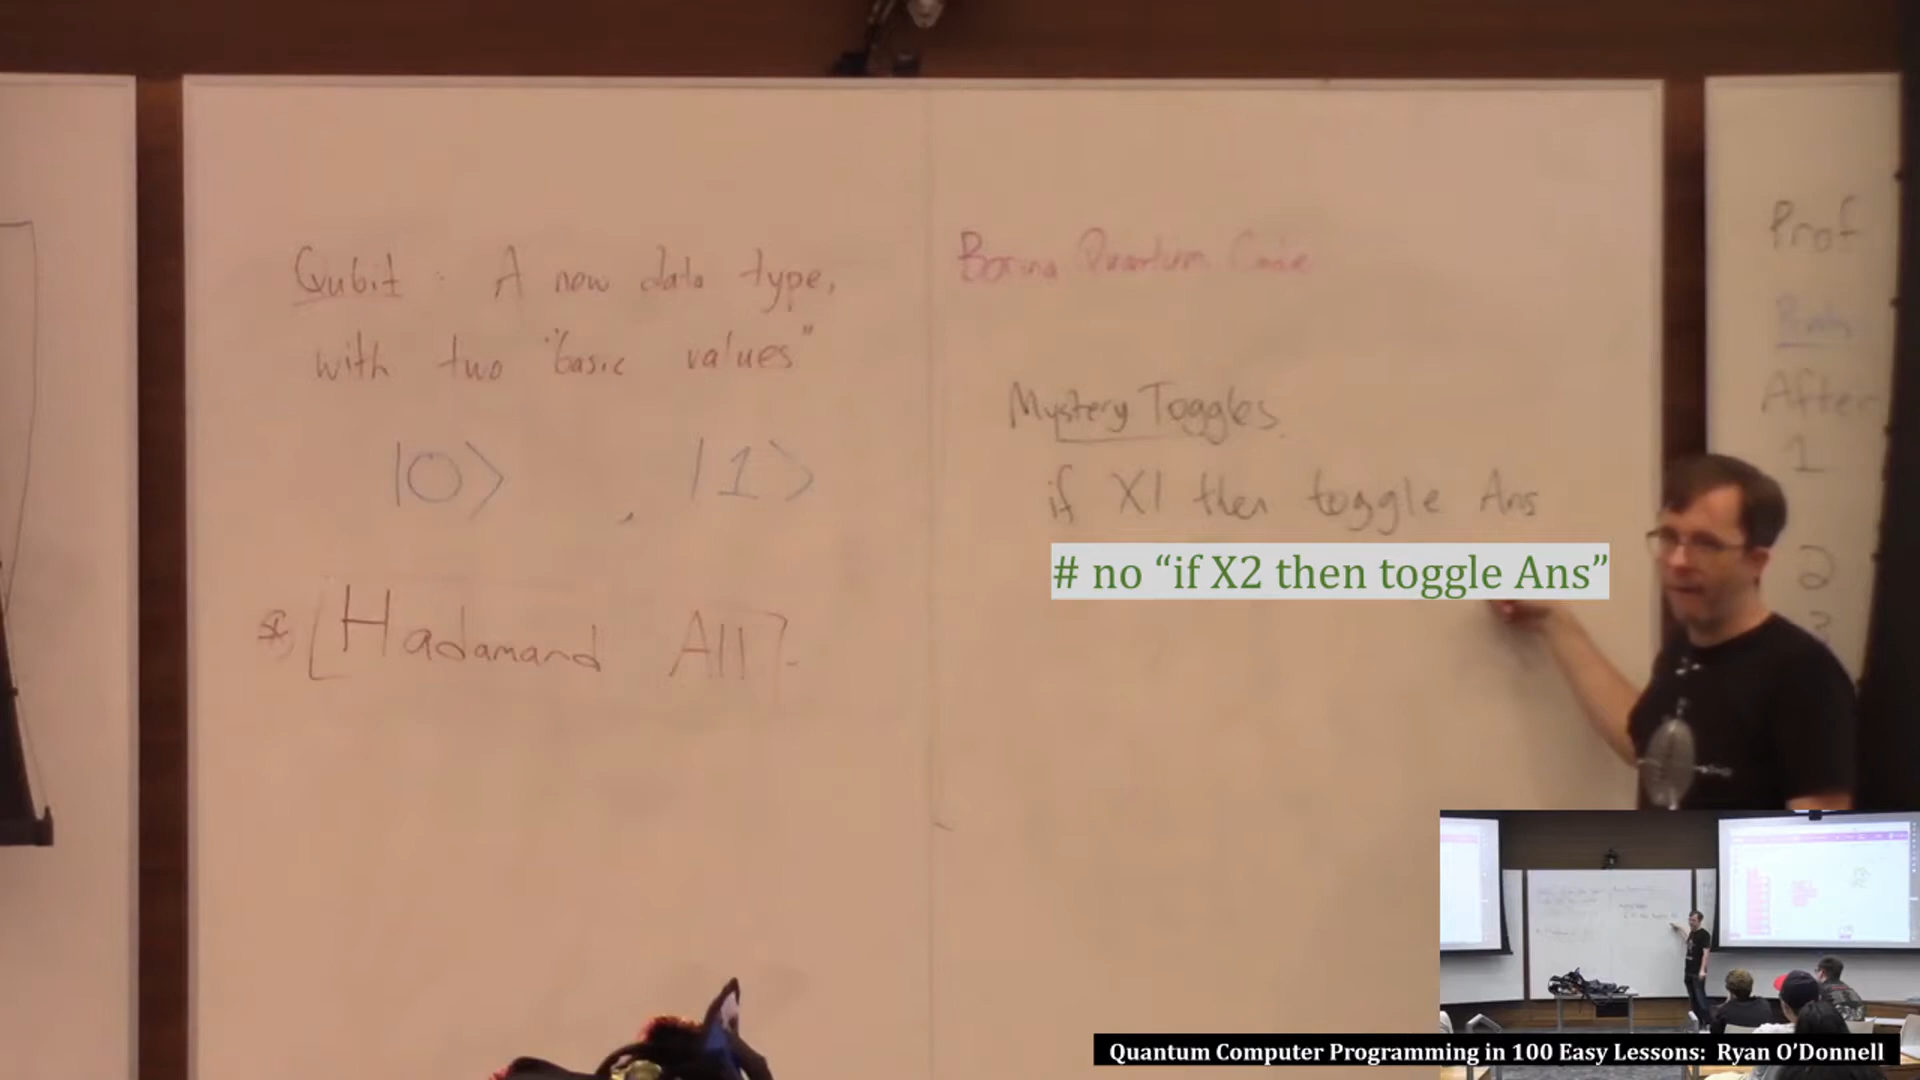 Qubit : A new data type,
with two "basic values"
|0⟩ , |1⟩
* [Hadamard All].
Boring Quantum Code
Mystery Toggles
if X1 then toggle Ans
# no “if X2 then toggle Ans”
Prof
After
1
2
3
Quantum Computer Programming in 100 Easy Lessons: Ryan O’Donnell